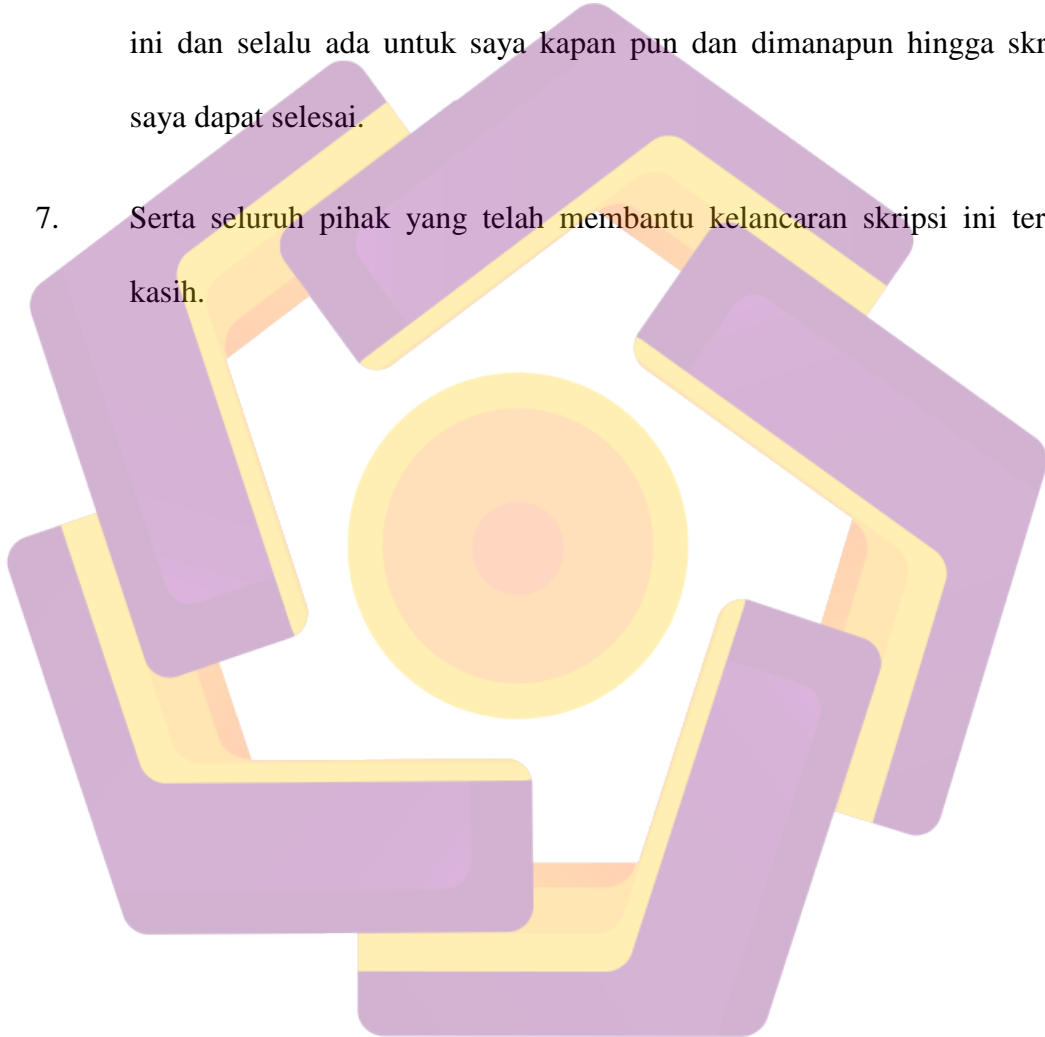 ini dan selalu ada untuk saya kapan pun dan dimanapun hingga skr
saya dapat selesai.
7. Serta seluruh pihak yang telah membantu kelancaran skripsi ini ter
kasih.